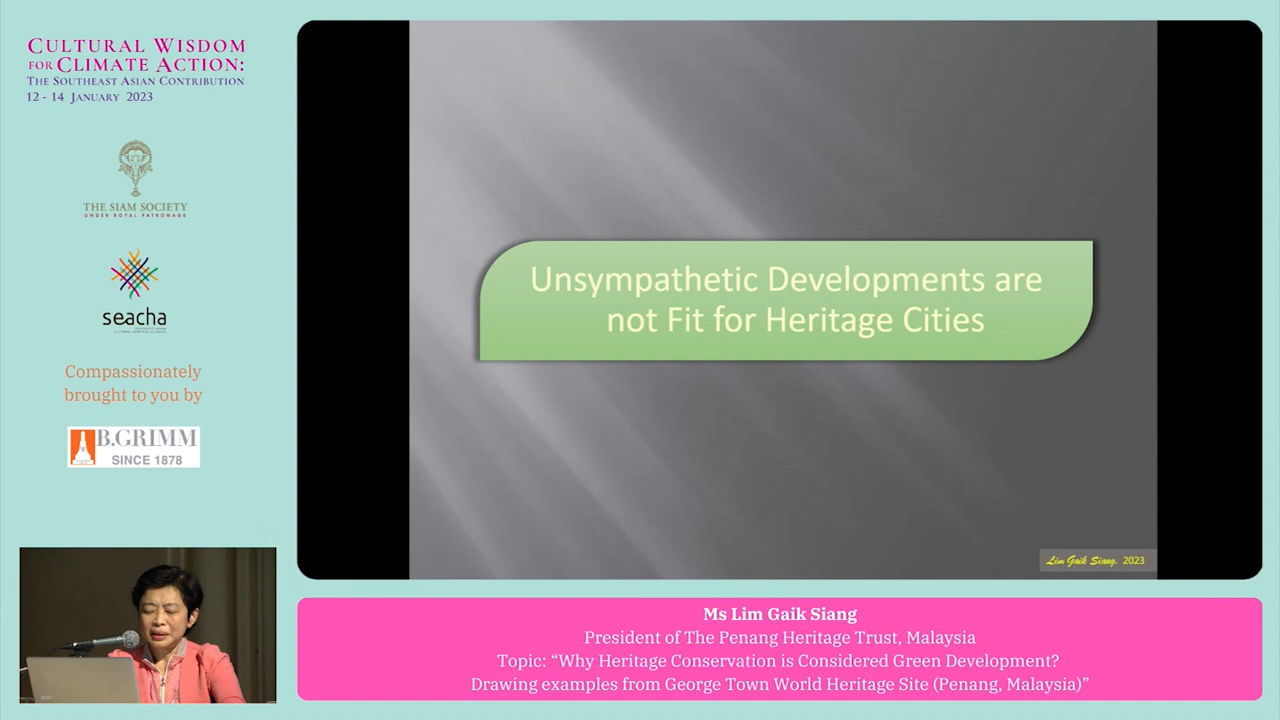 CULTURAL WISDOM
FOR CLIMATE ACTION:
THE SOUTHEAST ASIAN CONTRIBUTION
12 - 14 JANUARY 2023
THE SIAM SOCIETY
UNDER ROYAL PATRONAGE
seacha
Compassionately
brought to you by
B.GRIMM
SINCE 1878
Unsympathetic Developments are
not Fit for Heritage Cities
Lim Gaik Siang, 2023
Ms Lim Gaik Siang
President of The Penang Heritage Trust, Malaysia
Topic: “Why Heritage Conservation is Considered Green Development?
Drawing examples from George Town World Heritage Site (Penang, Malaysia)”